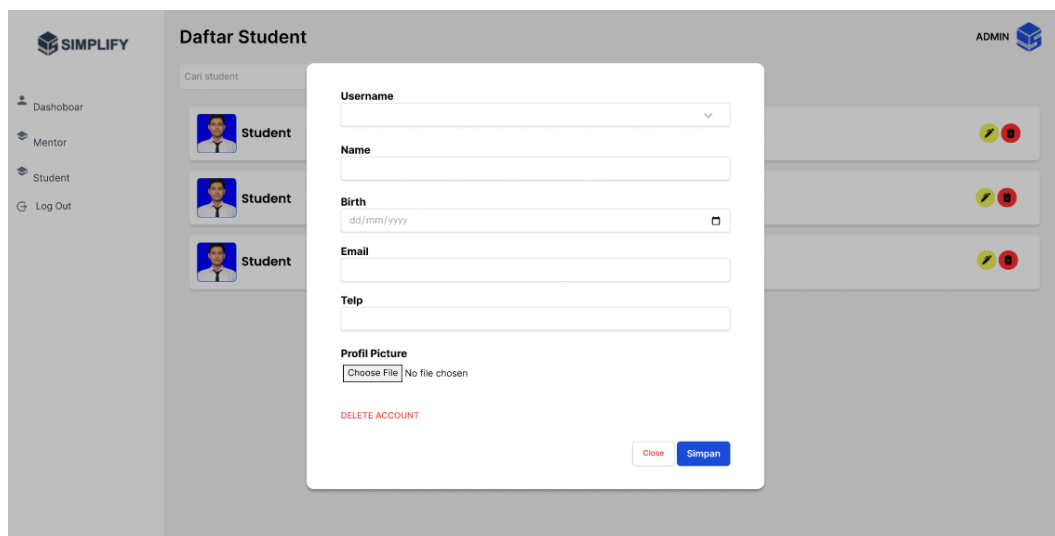 SIMPLIFY
Daftar Student
ADMIN
Cari student
Dashoboar
Mentor
Student
Log Out
Student
Student
Student
Username
Name
Birth
dd/mm/yyyy
Email
Telp
Profil Picture
Choose File No file chosen
DELETE ACCOUNT
Close
Simpan